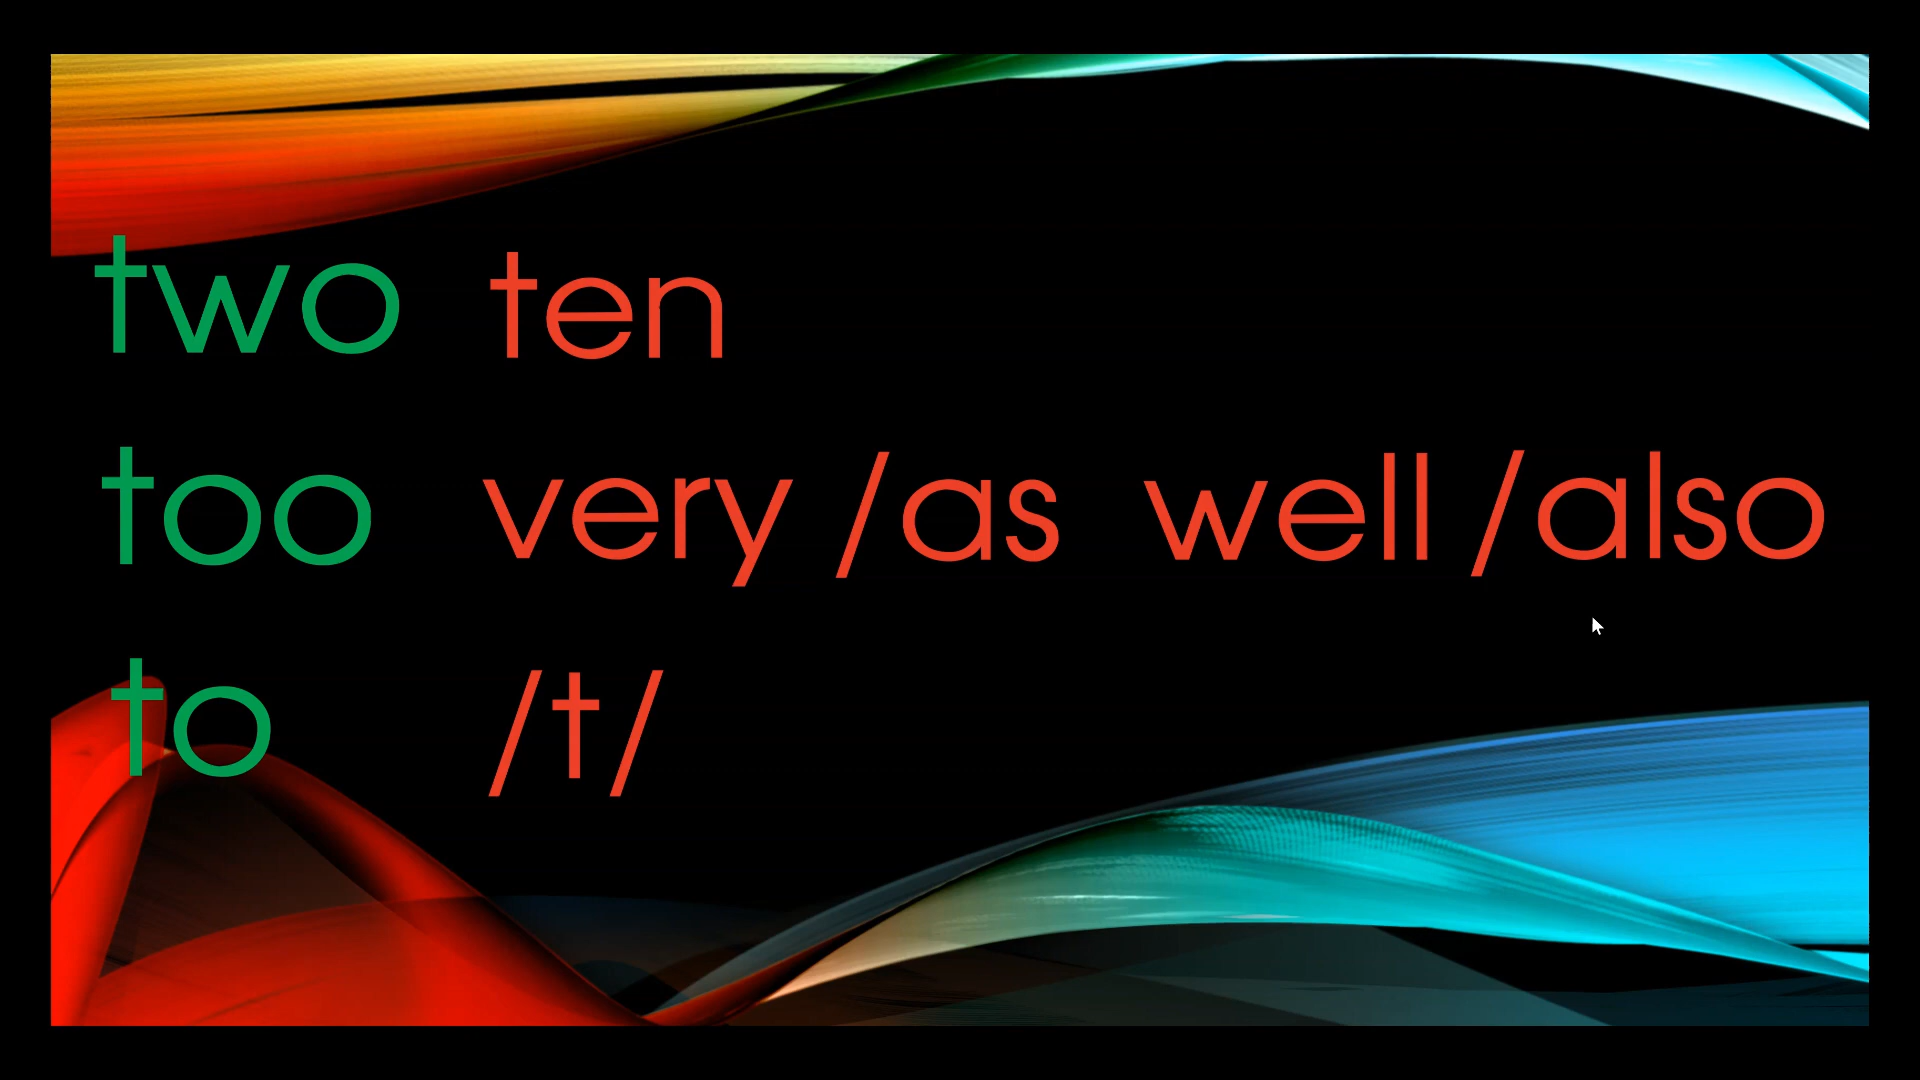 two ten
too very /as well /also
to /t/